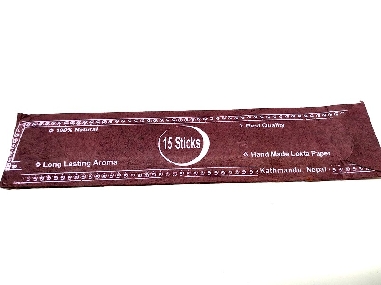 100% Natural
Best Quality
15 Sticks
Long Lasting Aroma
Hand Made Lokta Paper
Kathmandu, Nepal